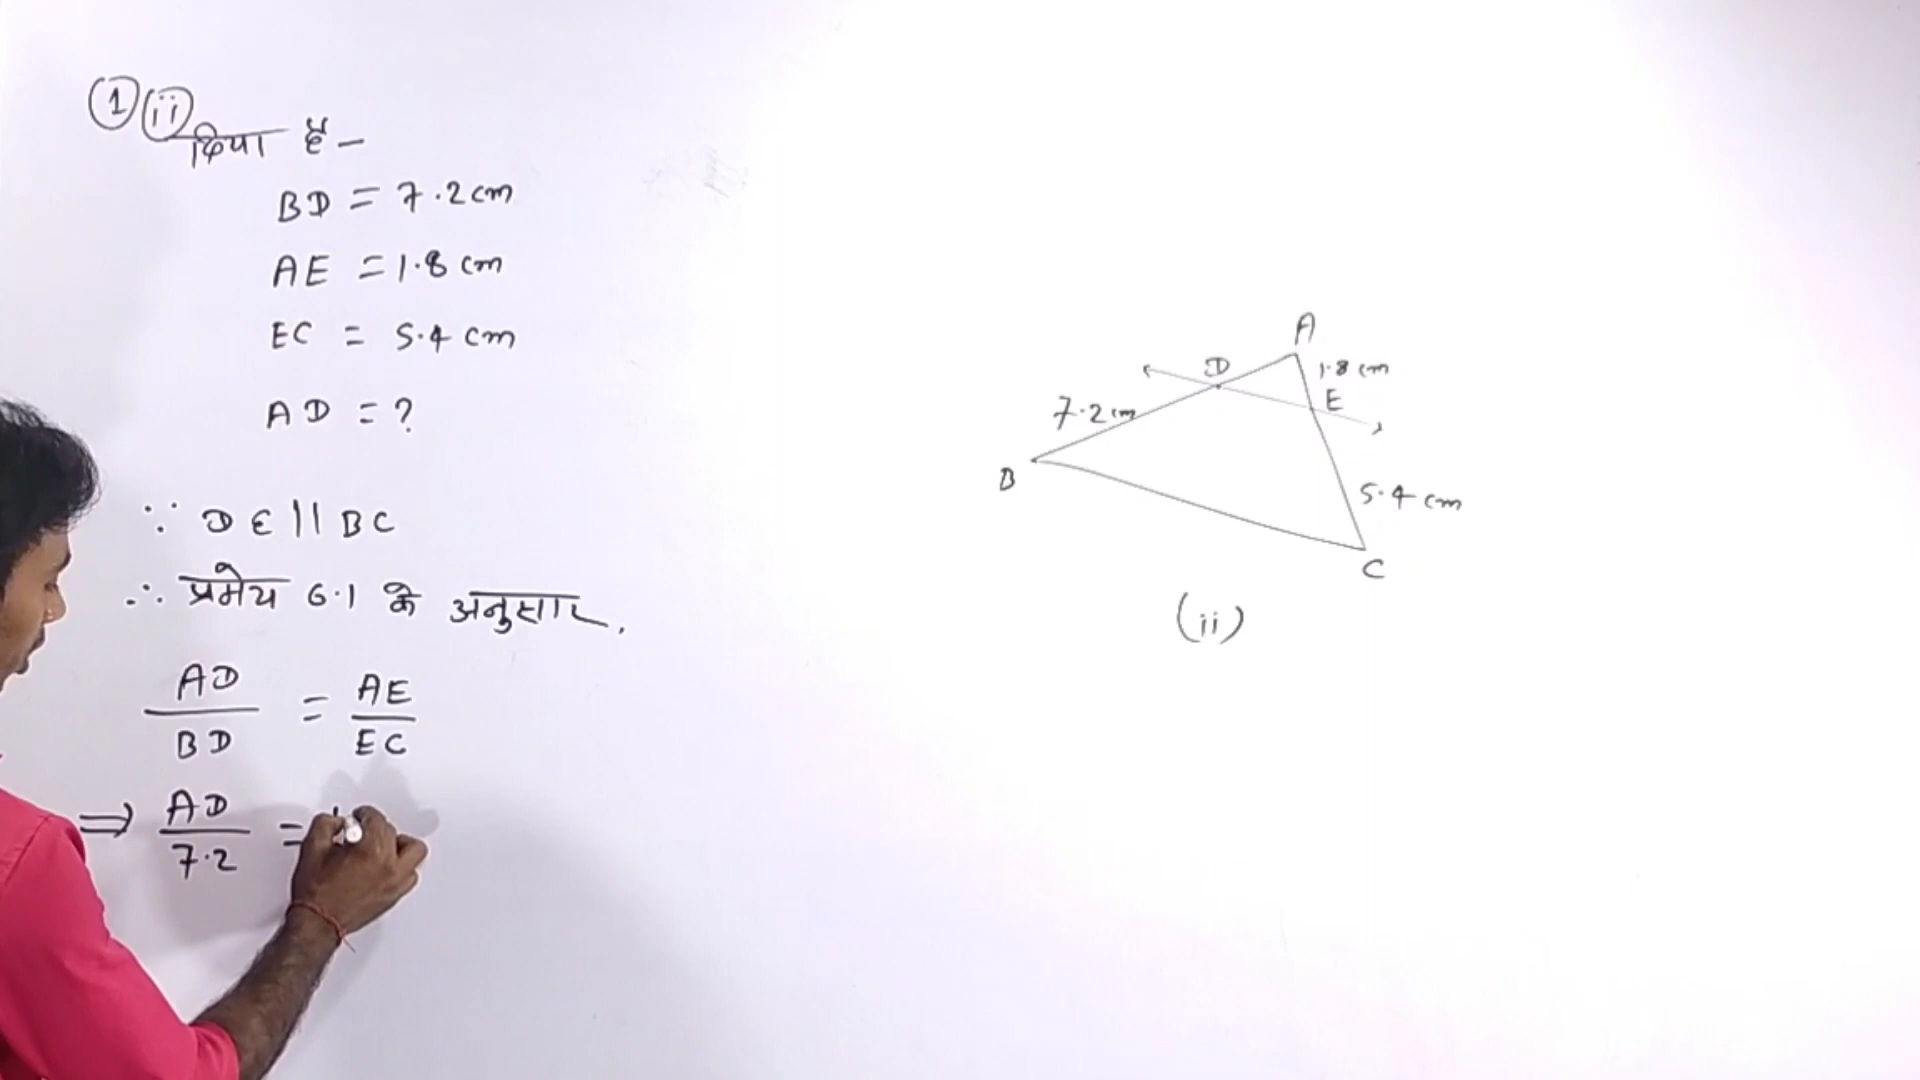 1 (ii)
दिया है –
BD = 7.2 cm
AE = 1.8 cm
EC = 5.4 cm
AD = ?
∵ DE || BC
∴ प्रमेय 6.1 के अनुसार,
AD/BD = AE/EC
⇒ AD/7.2 =
A
D
1.8 cm
E
7.2 cm
B
5.4 cm
C
(ii)